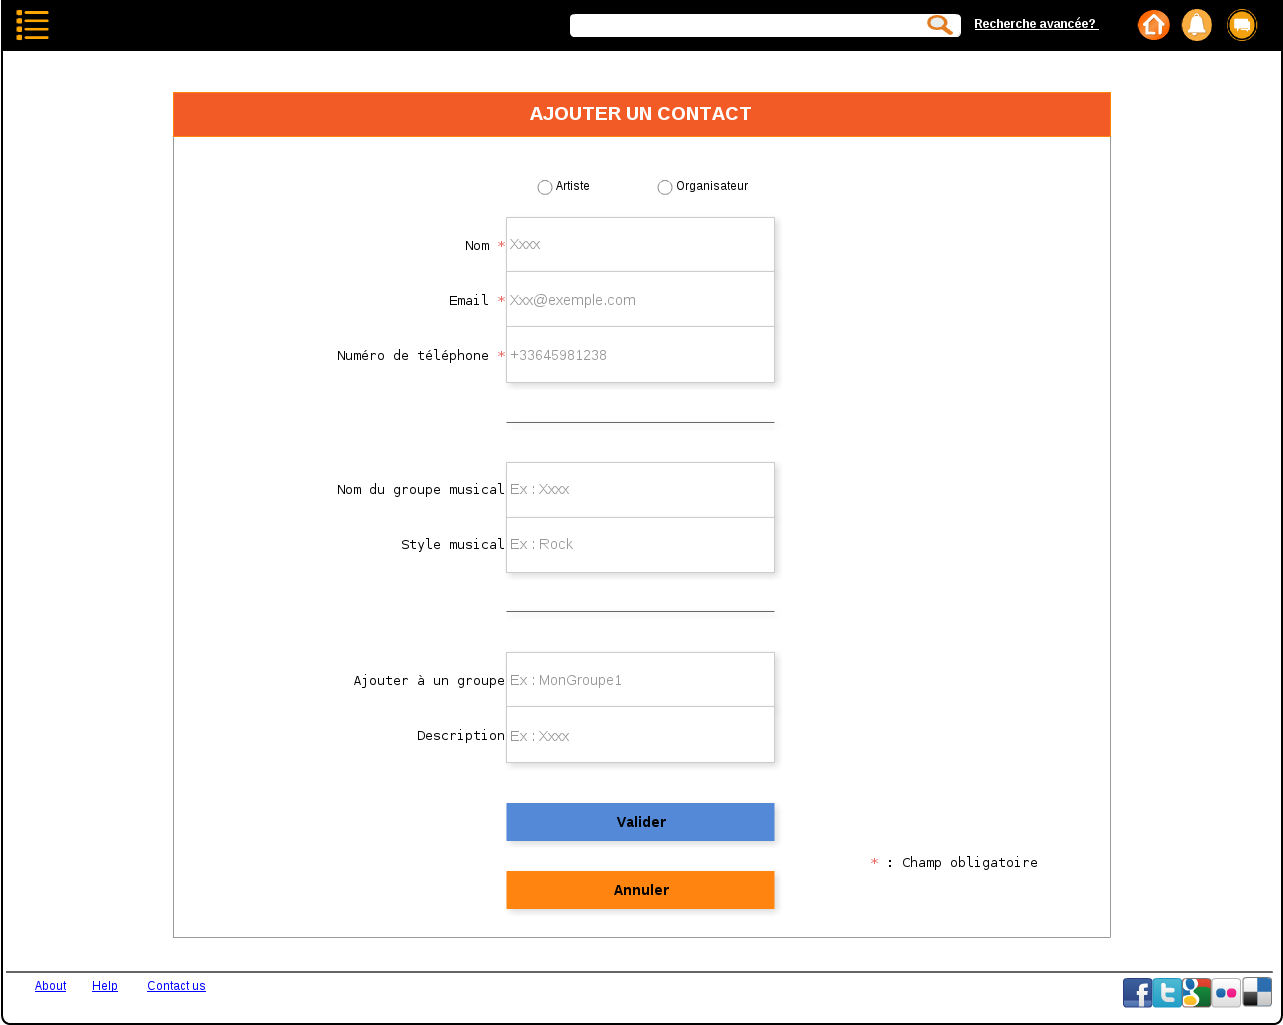 Recherche avancée?
AJOUTER UN CONTACT
Artiste Organisateur
Nom * Xxxx
Email * Xxx@exemple.com
Numéro de téléphone * +33645981238
Nom du groupe musical Ex : Xxxx
Style musical Ex : Rock
Ajouter à un groupe Ex : MonGroupe1
Description Ex : Xxxx
Valider
* : Champ obligatoire
Annuler
About Help Contact us